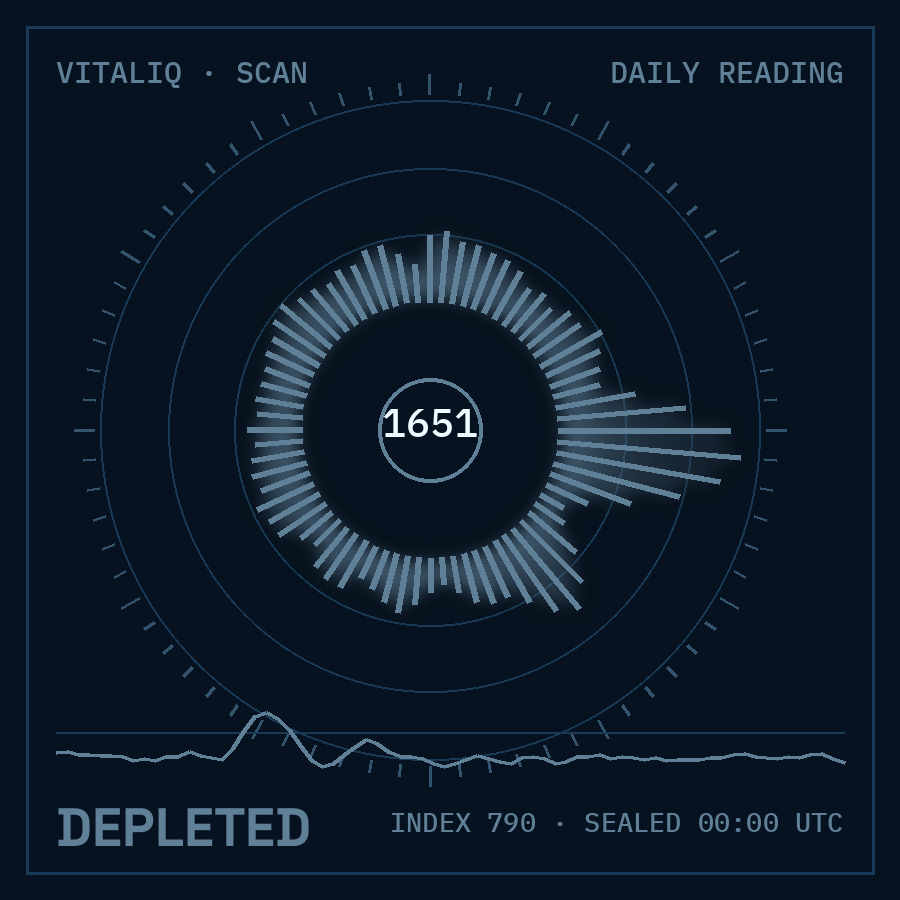 VITALIQ · SCAN
DAILY READING
1651
DEPLETED
INDEX 790 · SEALED 00:00 UTC